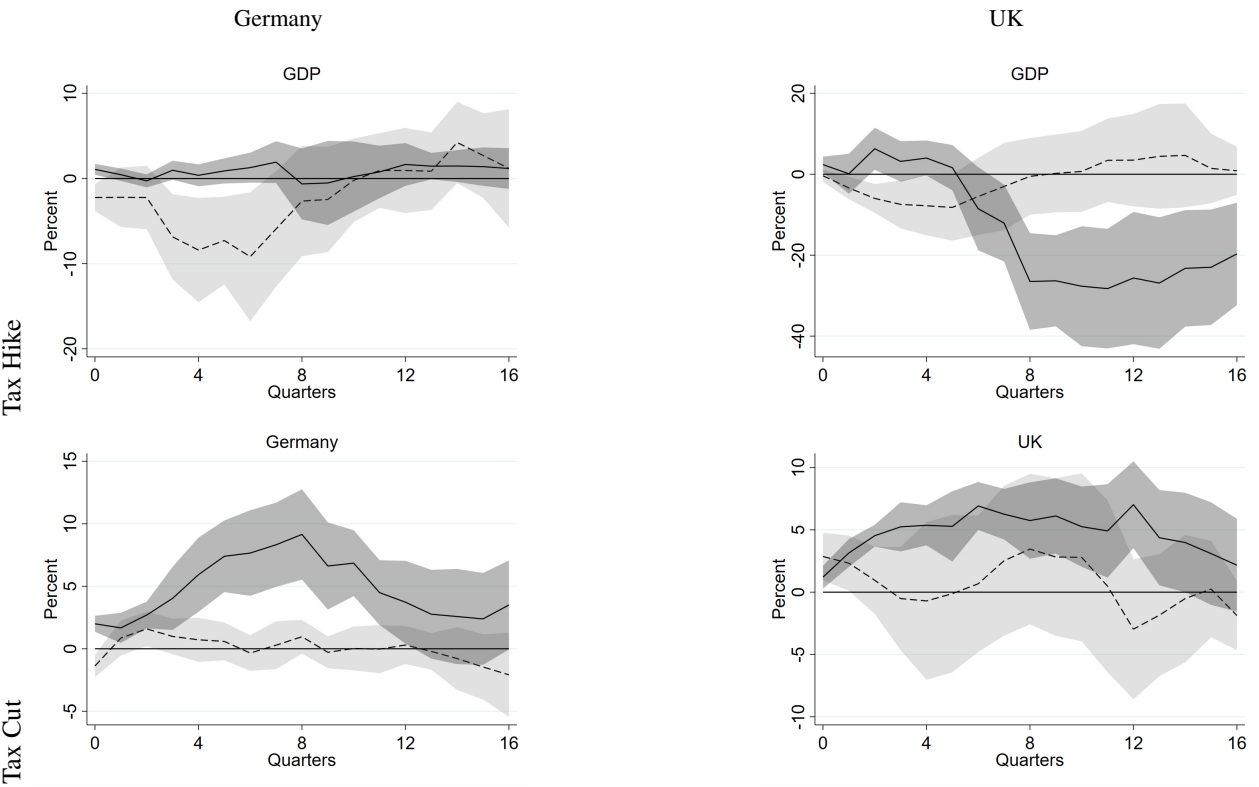 Germany
UK
Tax Hike
GDP
Percent
10
0
-10
-20
0 4 8 12 16
Quarters
GDP
Percent
20
0
-20
-40
0 4 8 12 16
Quarters
Tax Cut
Germany
Percent
15
10
5
0
-5
0 4 8 12 16
Quarters
UK
Percent
10
5
0
-5
-10
0 4 8 12 16
Quarters